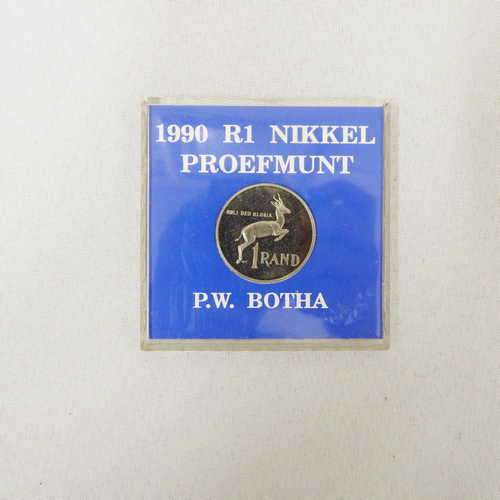 1990 R1 NIKKEL
PROEFMUNT
SOLI DEO GLORIA
1 RAND
P.W. BOTHA